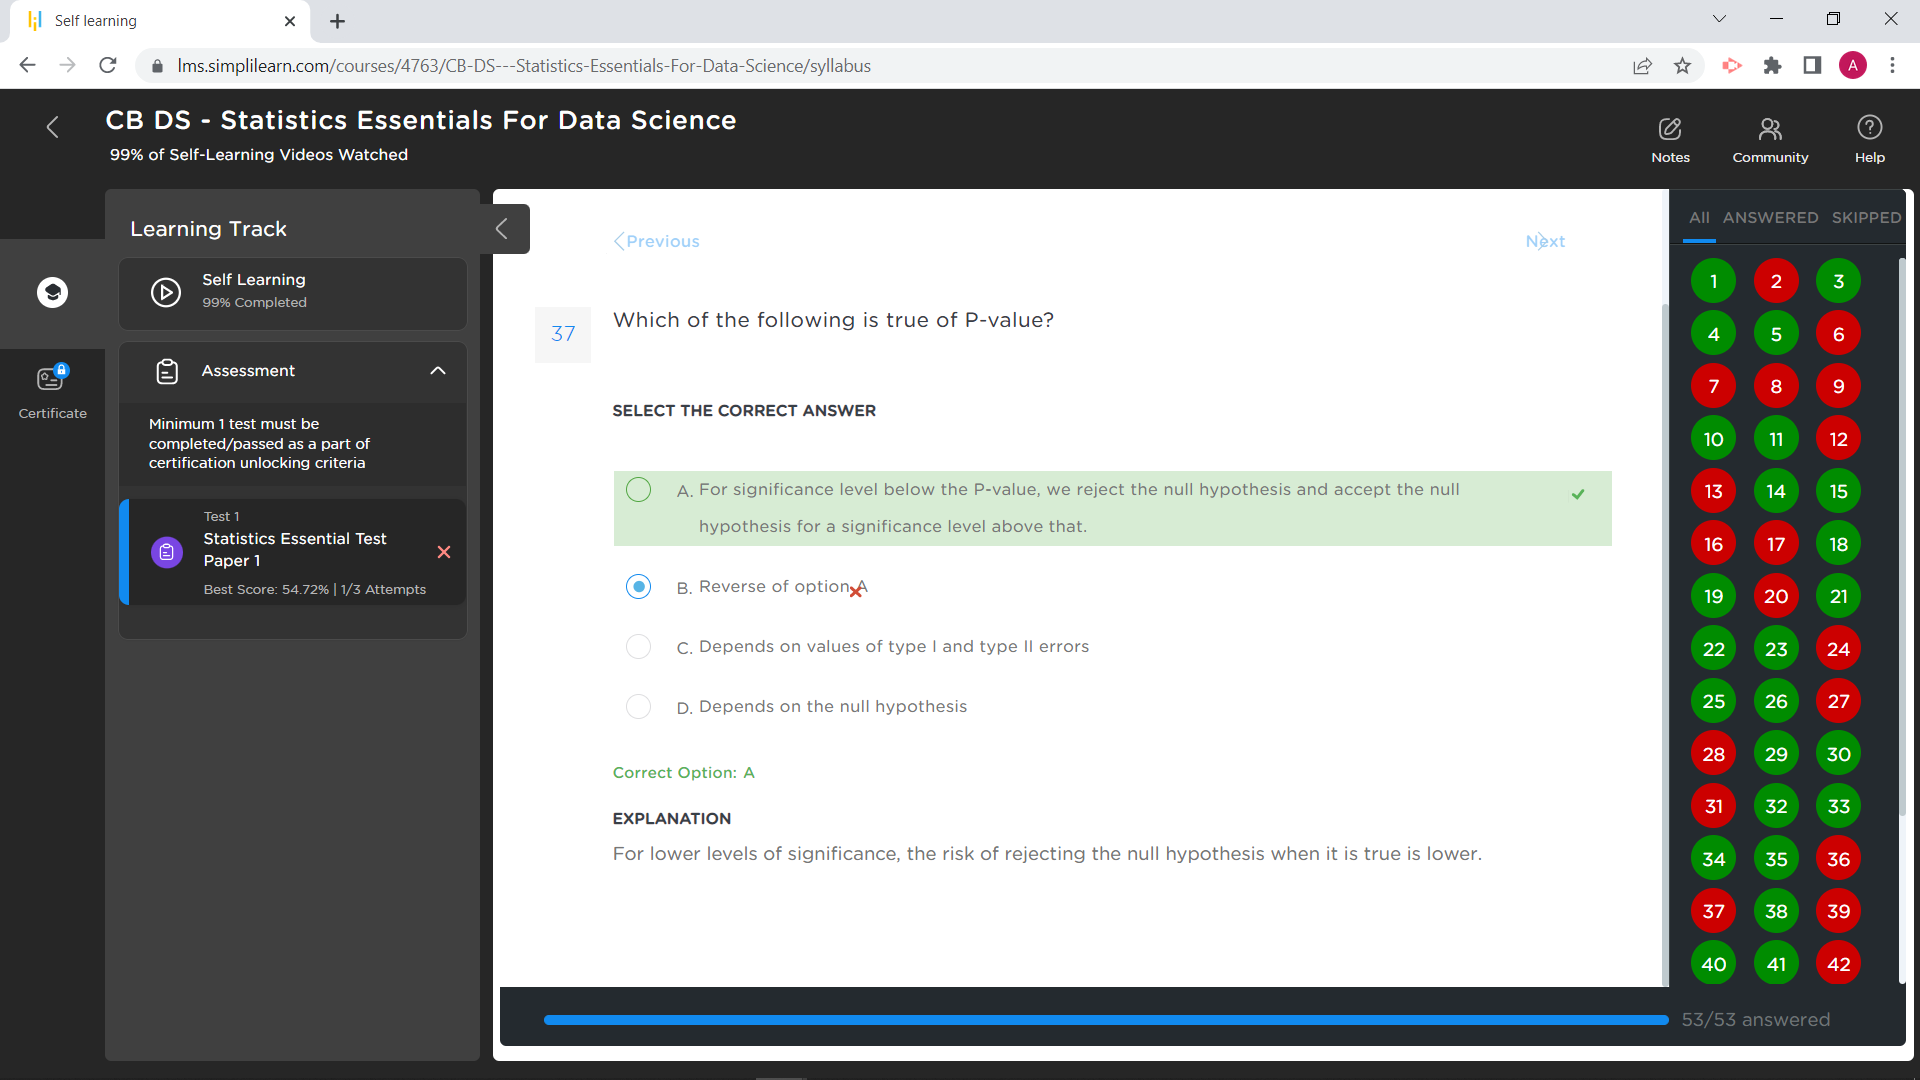 Self learning
lms.simplilearn.com/courses/4763/CB-DS---Statistics-Essentials-For-Data-Science/syllabus
A
CB DS - Statistics Essentials For Data Science
99% of Self-Learning Videos Watched
Notes
Community
Help
Certificate
Learning Track
Self Learning
99% Completed
Assessment
Minimum 1 test must be
completed/passed as a part of
certification unlocking criteria
Test 1
Statistics Essential Test
Paper 1
Best Score: 54.72% | 1/3 Attempts
Previous
Next
37
Which of the following is true of P-value?
SELECT THE CORRECT ANSWER
A. For significance level below the P-value, we reject the null hypothesis and accept the null
hypothesis for a significance level above that.
B. Reverse of option A
C. Depends on values of type I and type II errors
D. Depends on the null hypothesis
Correct Option: A
EXPLANATION
For lower levels of significance, the risk of rejecting the null hypothesis when it is true is lower.
All ANSWERED SKIPPED
1 2 3
4 5 6
7 8 9
10 11 12
13 14 15
16 17 18
19 20 21
22 23 24
25 26 27
28 29 30
31 32 33
34 35 36
37 38 39
40 41 42
53/53 answered